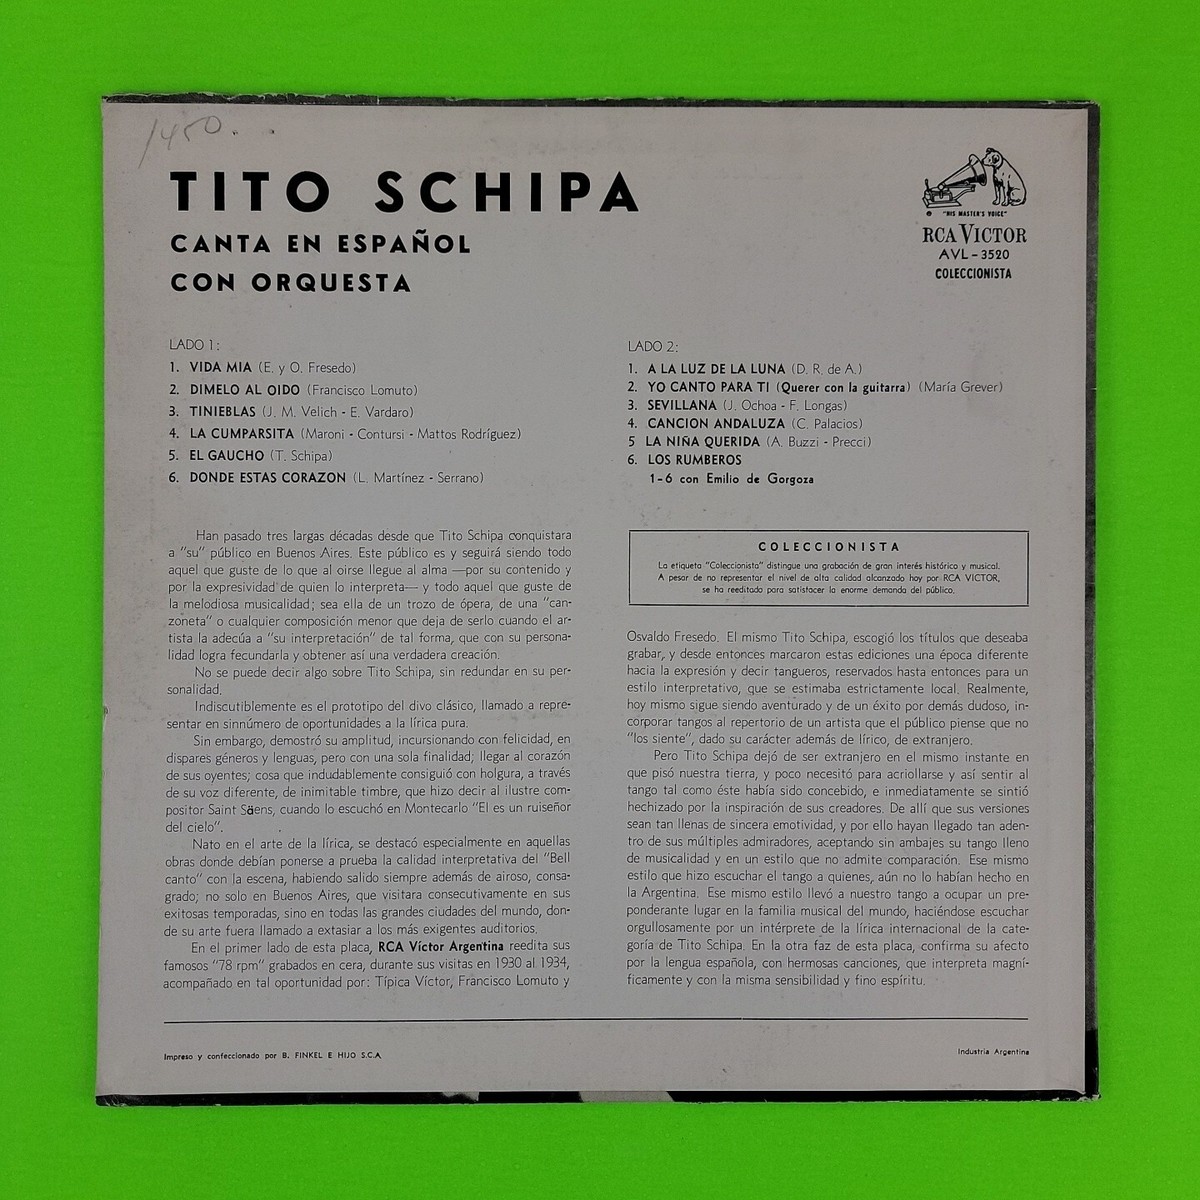 1450. .
TITO SCHIPA
CANTA EN ESPAÑOL
CON ORQUESTA
"HIS MASTER'S VOICE"
RCA VICTOR
AVL-3520
COLECCIONISTA
LADO 1:
1. VIDA MIA (E. y O. Fresedo)
2. DIMELO AL OIDO (Francisco Lomuto)
3. TINIEBLAS (J. M. Velich - E. Vardaro)
4. LA CUMPARSITA (Maroni - Contursi - Mattos Rodríguez)
5. EL GAUCHO (T. Schipa)
6. DONDE ESTAS CORAZON (L. Martínez - Serrano)
LADO 2:
1. A LA LUZ DE LA LUNA (D. R. de A.)
2. YO CANTO PARA TI (Querer con la guitarra) (María Grever)
3. SEVILLANA (J. Ochoa - F. Longas)
4. CANCION ANDALUZA (C. Palacios)
5 LA NIÑA QUERIDA (A. Buzzi - Precci)
6. LOS RUMBEROS
1-6 con Emilio de Gorgoza
Han pasado tres largas décadas desde que Tito Schipa conquistara
a "su" público en Buenos Aires. Este público es y seguirá siendo todo
aquel que guste de lo que al oirse llegue al alma —por su contenido y
por la expresividad de quien lo interpreta— y todo aquel que guste de
la melodiosa musicalidad; sea ella de un trozo de ópera, de una "can-
zoneta" o cualquier composición menor que deja de serlo cuando el ar-
tista la adecúa a "su interpretación" de tal forma, que con su persona-
lidad logra fecundarla y obtener así una verdadera creación.
No se puede decir algo sobre Tito Schipa, sin redundar en su per-
sonalidad.
Indiscutiblemente es el prototipo del divo clásico, llamado a repre-
sentar en sinnúmero de oportunidades a la lírica pura.
Sin embargo, demostró su amplitud, incursionando con felicidad, en
dispares géneros y lenguas, pero con una sola finalidad; llegar al corazón
de sus oyentes; cosa que indudablemente consiguió con holgura, a través
de su voz diferente, de inimitable timbre, que hizo decir al ilustre com-
positor Saint Säens, cuando lo escuchó en Montecarlo "El es un ruiseñor
del cielo".
Nato en el arte de la lírica, se destacó especialmente en aquellas
obras donde debían ponerse a prueba la calidad interpretativa del "Bell
canto" con la escena, habiendo salido siempre además de airoso, consa-
grado; no solo en Buenos Aires, que visitara consecutivamente en sus
exitosas temporadas, sino en todas las grandes ciudades del mundo, don-
de su arte fuera llamado a extasiar a los más exigentes auditorios.
En el primer lado de esta placa, RCA Víctor Argentina reedita sus
famosos "78 rpm" grabados en cera, durante sus visitas en 1930 al 1934,
acompañado en tal oportunidad por: Típica Víctor, Francisco Lomuto y
COLECCIONISTA
La etiqueta "Coleccionista" distingue una grabación de gran interés histórico y musical.
A pesar de no representar el nivel de alta calidad alcanzado hoy por RCA VICTOR,
se ha reeditado para satisfacer la enorme demanda del público.
Osvaldo Fresedo. El mismo Tito Schipa, escogió los títulos que deseaba
grabar, y desde entonces marcaron estas ediciones una época diferente
hacia la expresión y decir tangueros, reservados hasta entonces para un
estilo interpretativo, que se estimaba estrictamente local. Realmente,
hoy mismo sigue siendo aventurado y de un éxito por demás dudoso, in-
corporar tangos al repertorio de un artista que el público piense que no
"los siente", dado su carácter además de lírico, de extranjero.
Pero Tito Schipa dejó de ser extranjero en el mismo instante en
que pisó nuestra tierra, y poco necesitó para acriollarse y así sentir al
tango tal como éste había sido concebido, e inmediatamente se sintió
hechizado por la inspiración de sus creadores. De allí que sus versiones
sean tan llenas de sincera emotividad, y por ello hayan llegado tan aden-
tro de sus múltiples admiradores, aceptando sin ambajes su tango lleno
de musicalidad y en un estilo que no admite comparación. Ese mismo
estilo que hizo escuchar el tango a quienes, aún no lo habían hecho en
la Argentina. Ese mismo estilo llevó a nuestro tango a ocupar un pre-
ponderante lugar en la familia musical del mundo, haciéndose escuchar
orgullosamente por un intérprete de la lírica internacional de la cate-
goría de Tito Schipa. En la otra faz de esta placa, confirma su afecto
por la lengua española, con hermosas canciones, que interpreta magní-
ficamente y con la misma sensibilidad y fino espíritu.
Impreso y confeccionado por B. FINKEL E HIJO S.C.A.
Industria Argentina